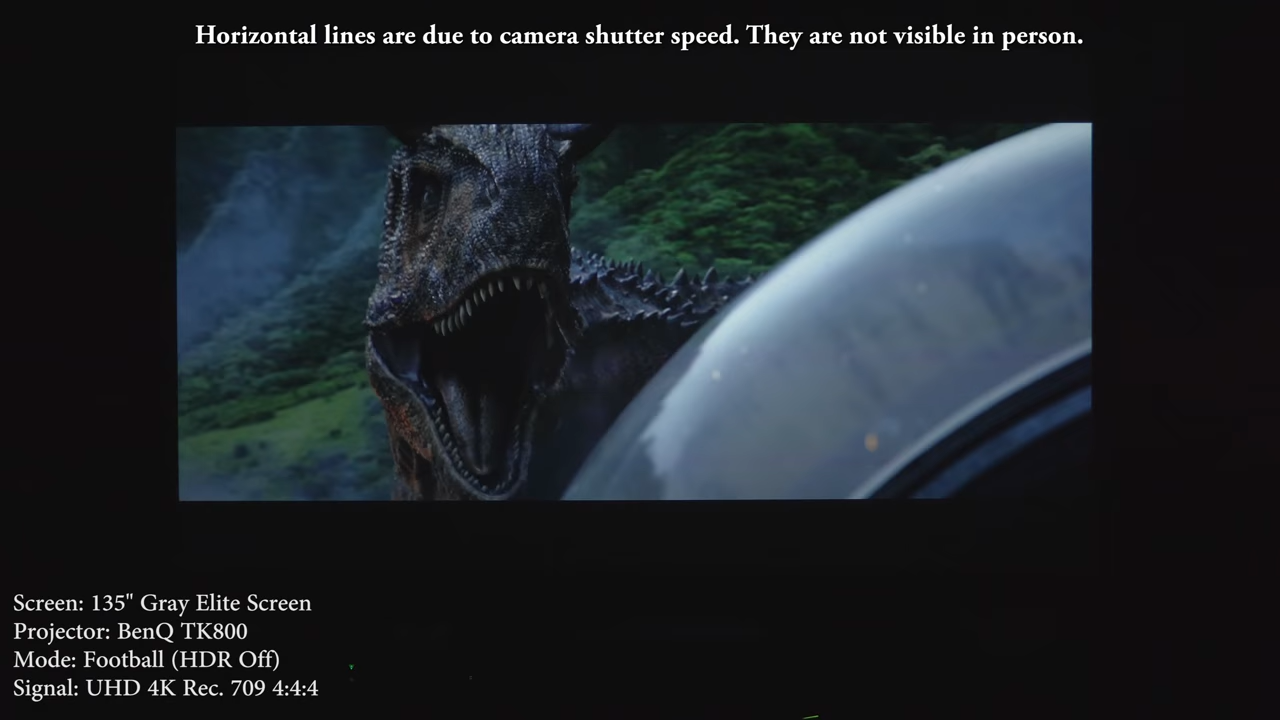 Horizontal lines are due to camera shutter speed. They are not visible in person.
Screen: 135" Gray Elite Screen
Projector: BenQ TK800
Mode: Football (HDR Off)
Signal: UHD 4K Rec. 709 4:4:4